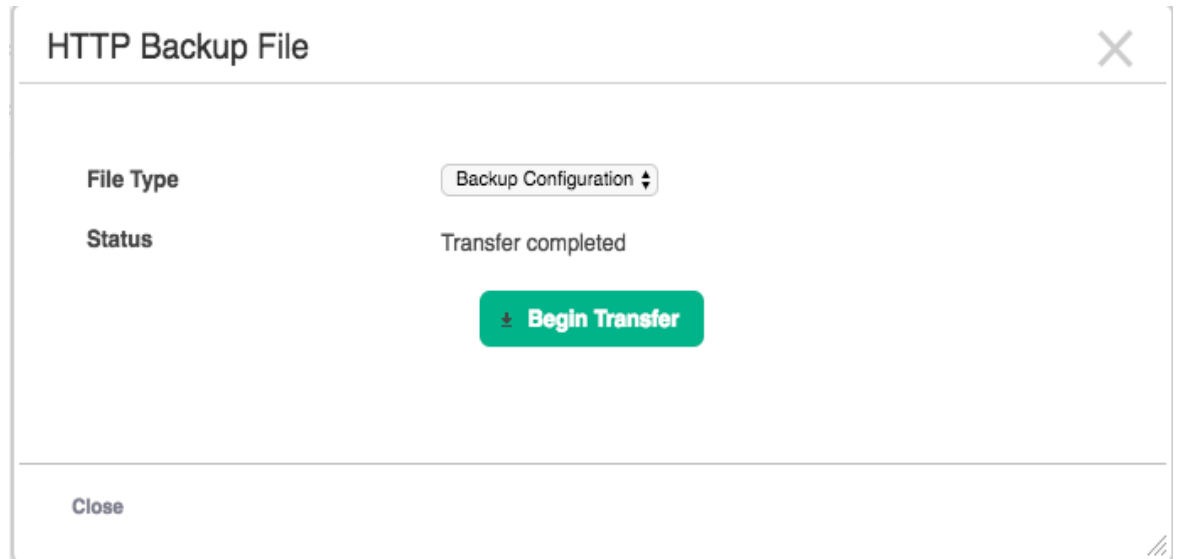 HTTP Backup File
File Type
Backup Configuration
Status
Transfer completed
Begin Transfer
Close